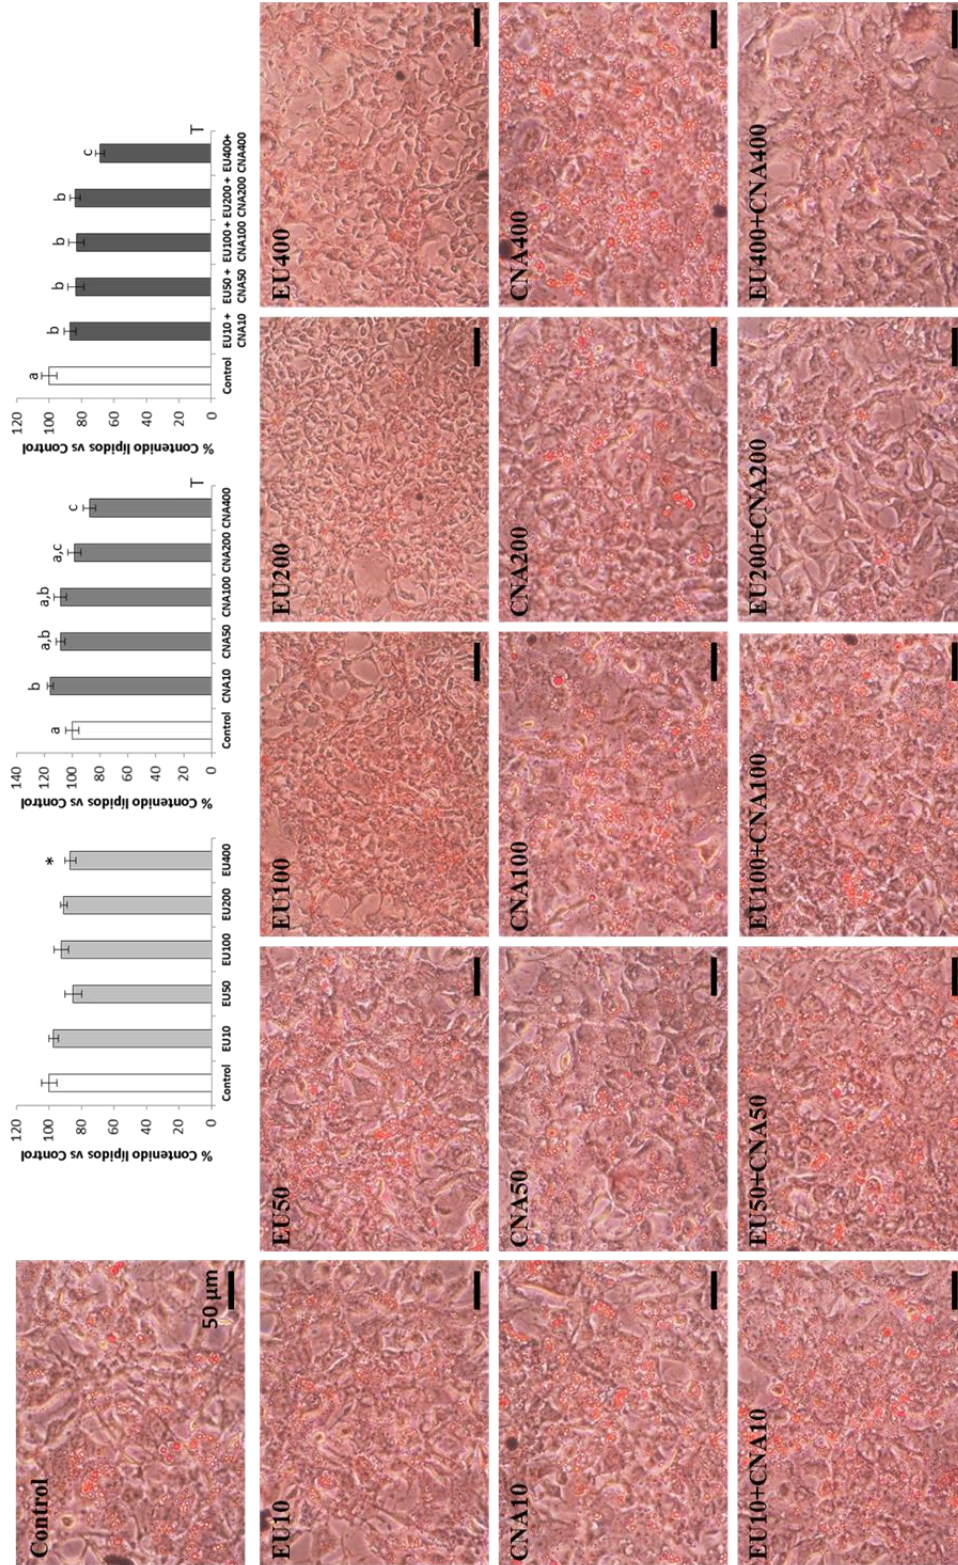 Control
50 µm
% Contenido lípidos vs Control
120
100
80
60
40
20
0
*
Control EU10 EU50 EU100 EU200 EU400
% Contenido lípidos vs Control
140
120
100
80
60
40
20
0
a b a,b a,b a,c c
T
Control CNA10 CNA50 CNA100 CNA200 CNA400
% Contenido lípidos vs Control
120
100
80
60
40
20
0
a b b b b c
T
Control EU10 + EU50 + EU100 + EU200 + EU400+
CNA10 CNA50 CNA100 CNA200 CNA400
EU10 EU50 EU100 EU200 EU400
CNA10 CNA50 CNA100 CNA200 CNA400
EU10+CNA10 EU50+CNA50 EU100+CNA100 EU200+CNA200 EU400+CNA400